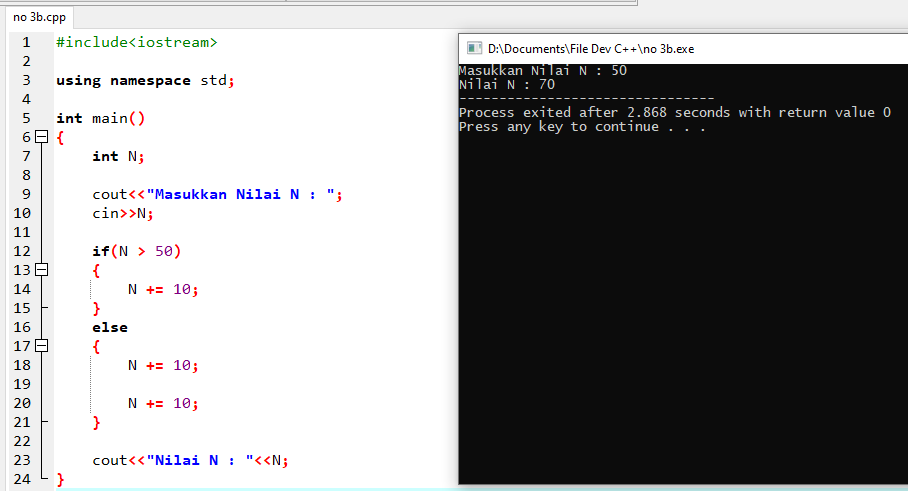 no 3b.cpp
1 #include<iostream>
2
3 using namespace std;
4
5 int main()
6 {
7 int N;
8
9 cout<<"Masukkan Nilai N : ";
10 cin>>N;
11
12 if(N > 50)
13 {
14 N += 10;
15 }
16 else
17 {
18 N += 10;
19
20 N += 10;
21 }
22
23 cout<<"Nilai N : "<<N;
24 }
D:\Documents\File Dev C++\no 3b.exe
Masukkan Nilai N : 50
Nilai N : 70
--------------------------------
Process exited after 2.868 seconds with return value 0
Press any key to continue . . .